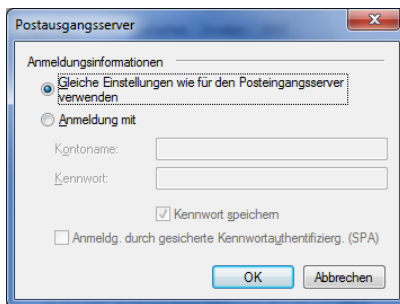 Postausgangsserver
Anmeldungsinformationen
Gleiche Einstellungen wie für den Posteingangsserver
verwenden
Anmeldung mit
Kontoname:
Kennwort:
Kennwort speichern
Anmeldg. durch gesicherte Kennwortauthentifizierg. (SPA)
OK Abbrechen